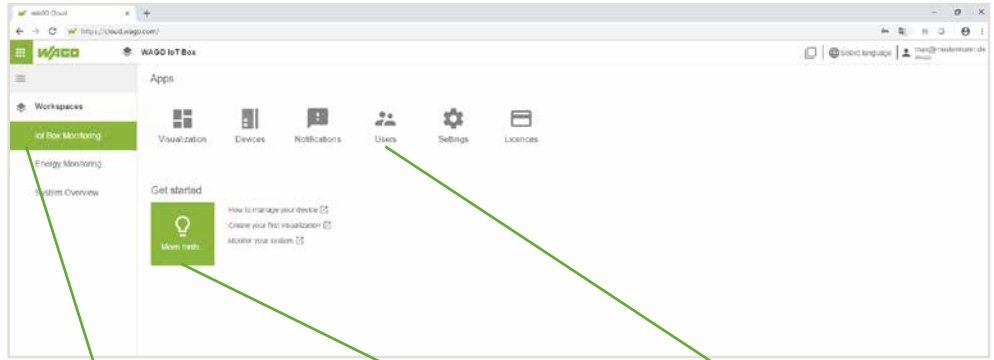 WAGO Cloud
https://cloud.wago.com/
WAGO
WAGO IoT Box
Select language
Apps
Workspaces
IoT Box Monitoring
Energy Monitoring
System Overview
Visualization
Devices
Notifications
Users
Settings
Licences
Get started
More hints
How to manage your device
Create your first visualization
Monitor your system